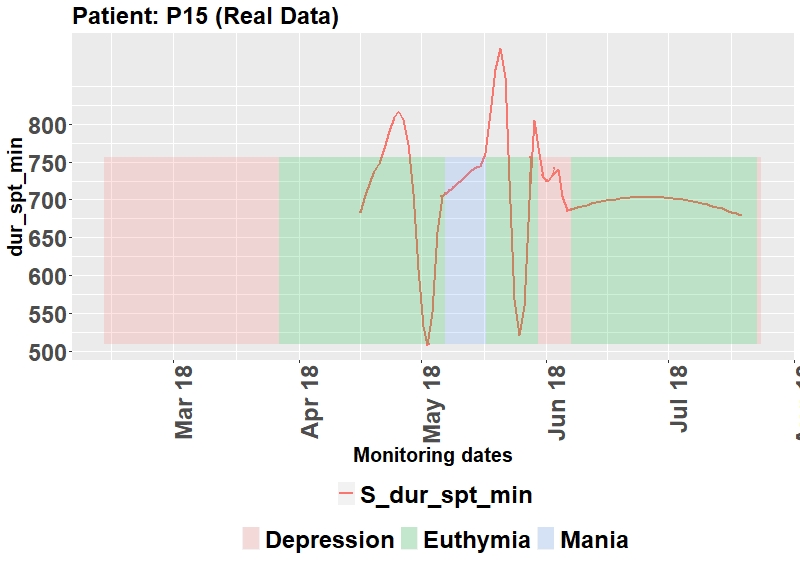 Patient: P15 (Real Data)
dur_spt_min
800
750
700
650
600
550
500
Mar 18
Apr 18
May 18
Jun 18
Jul 18
Monitoring dates
S_dur_spt_min
Depression Euthymia Mania